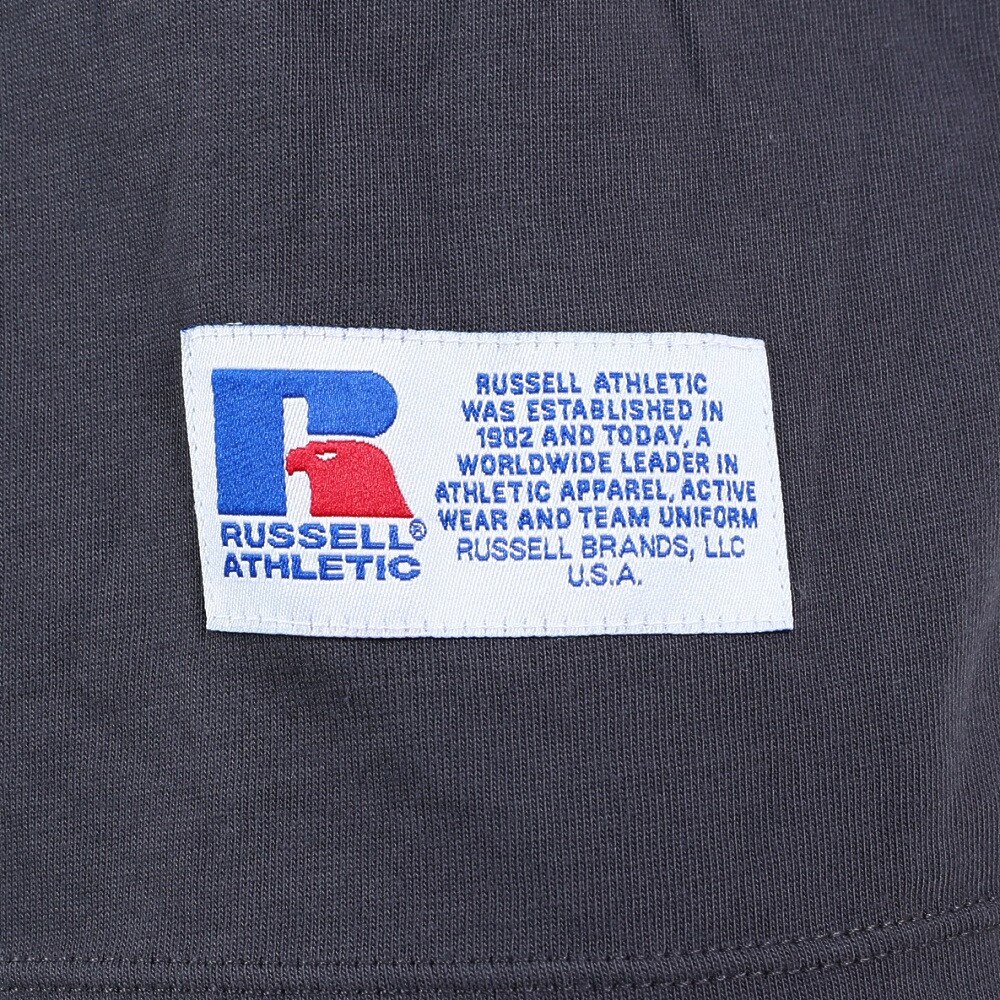 RUSSELL®
ATHLETIC
RUSSELL ATHLETIC
WAS ESTABLISHED IN
1902 AND TODAY, A
WORLDWIDE LEADER IN
ATHLETIC APPAREL, ACTIVE
WEAR AND TEAM UNIFORM
RUSSELL BRANDS, LLC
U.S.A.